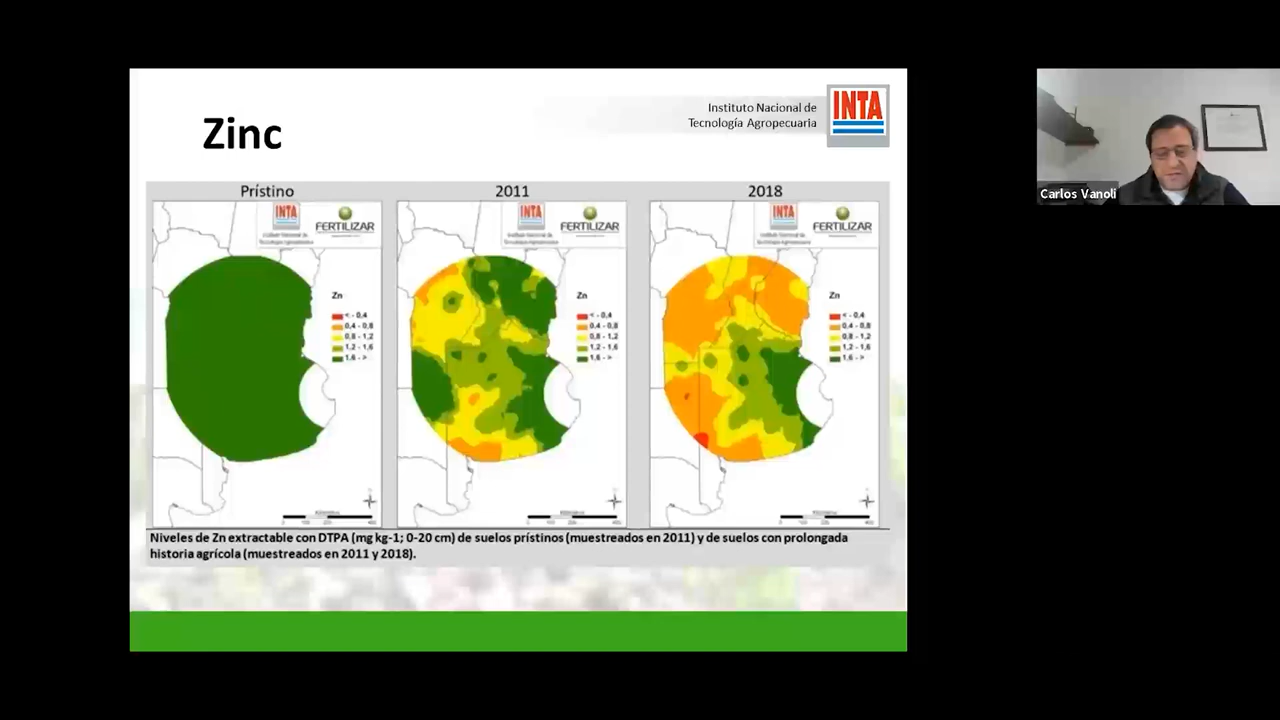 Instituto Nacional de
Tecnología Agropecuaria
INTA
Zinc
Carlos Vanoli
Prístino
2011
2018
INTA
FERTILIZAR
INTA
FERTILIZAR
INTA
FERTILIZAR
Zn
< - 0,4
0,4 - 0,8
0,8 - 1,2
1,2 - 1,6
1,6 - >
Zn
< - 0,4
0,4 - 0,8
0,8 - 1,2
1,2 - 1,6
1,6 - >
Zn
< - 0,4
0,4 - 0,8
0,8 - 1,2
1,2 - 1,6
1,6 - >
Niveles de Zn extractable con DTPA (mg kg-1; 0-20 cm) de suelos prístinos (muestreados en 2011) y de suelos con prolongada
historia agrícola (muestreados en 2011 y 2018).